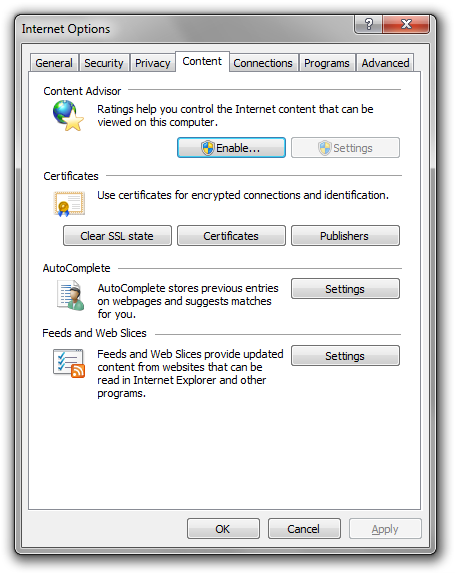 Internet Options
General Security Privacy Content Connections Programs Advanced
Content Advisor
Ratings help you control the Internet content that can be
viewed on this computer.
Enable... Settings
Certificates
Use certificates for encrypted connections and identification.
Clear SSL state Certificates Publishers
AutoComplete
AutoComplete stores previous entries
on webpages and suggests matches
for you.
Settings
Feeds and Web Slices
Feeds and Web Slices provide updated
content from websites that can be
read in Internet Explorer and other
programs.
Settings
OK Cancel Apply